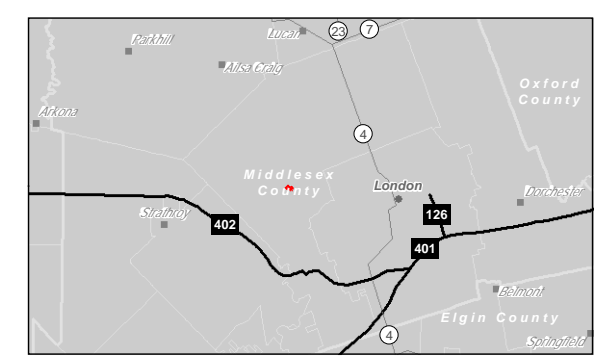 Lucan
23
7
Parkhill
Ailsa Craig
Oxford
County
Arkona
4
Middlesex
County
London
Dorchester
Strathroy
126
402
401
Belmont
Elgin County
4
Springfield